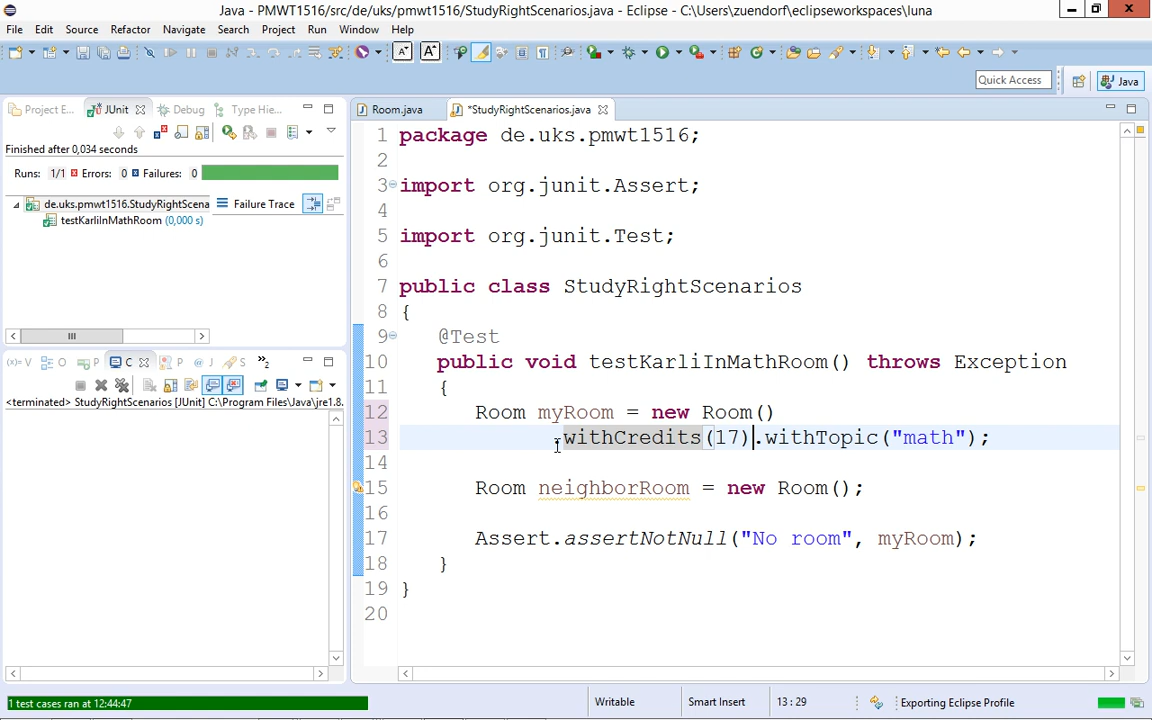 Java - PMWT1516/src/de/uks/pmwt1516/StudyRightScenarios.java - Eclipse - C:\Users\zuendorf\eclipseworkspaces\luna
File Edit Source Refactor Navigate Search Project Run Window Help
Quick Access Java
Project E... JUnit Debug Type Hie...
Finished after 0,034 seconds
Runs: 1/1 Errors: 0 Failures: 0
de.uks.pmwt1516.StudyRightScena Failure Trace
testKarliInMathRoom (0,000 s)
(x)= V O P C P @ J S »2
<terminated> StudyRightScenarios [JUnit] C:\Program Files\Java\jre1.8.
Room.java *StudyRightScenarios.java
1 package de.uks.pmwt1516;
2
3 import org.junit.Assert;
4
5 import org.junit.Test;
6
7 public class StudyRightScenarios
8 {
9 @Test
10 public void testKarliInMathRoom() throws Exception
11 {
12 Room myRoom = new Room()
13 .withCredits(17).withTopic("math");
14
15 Room neighborRoom = new Room();
16
17 Assert.assertNotNull("No room", myRoom);
18 }
19 }
20
1 test cases ran at 12:44:47 Writable Smart Insert 13 : 29 Exporting Eclipse Profile